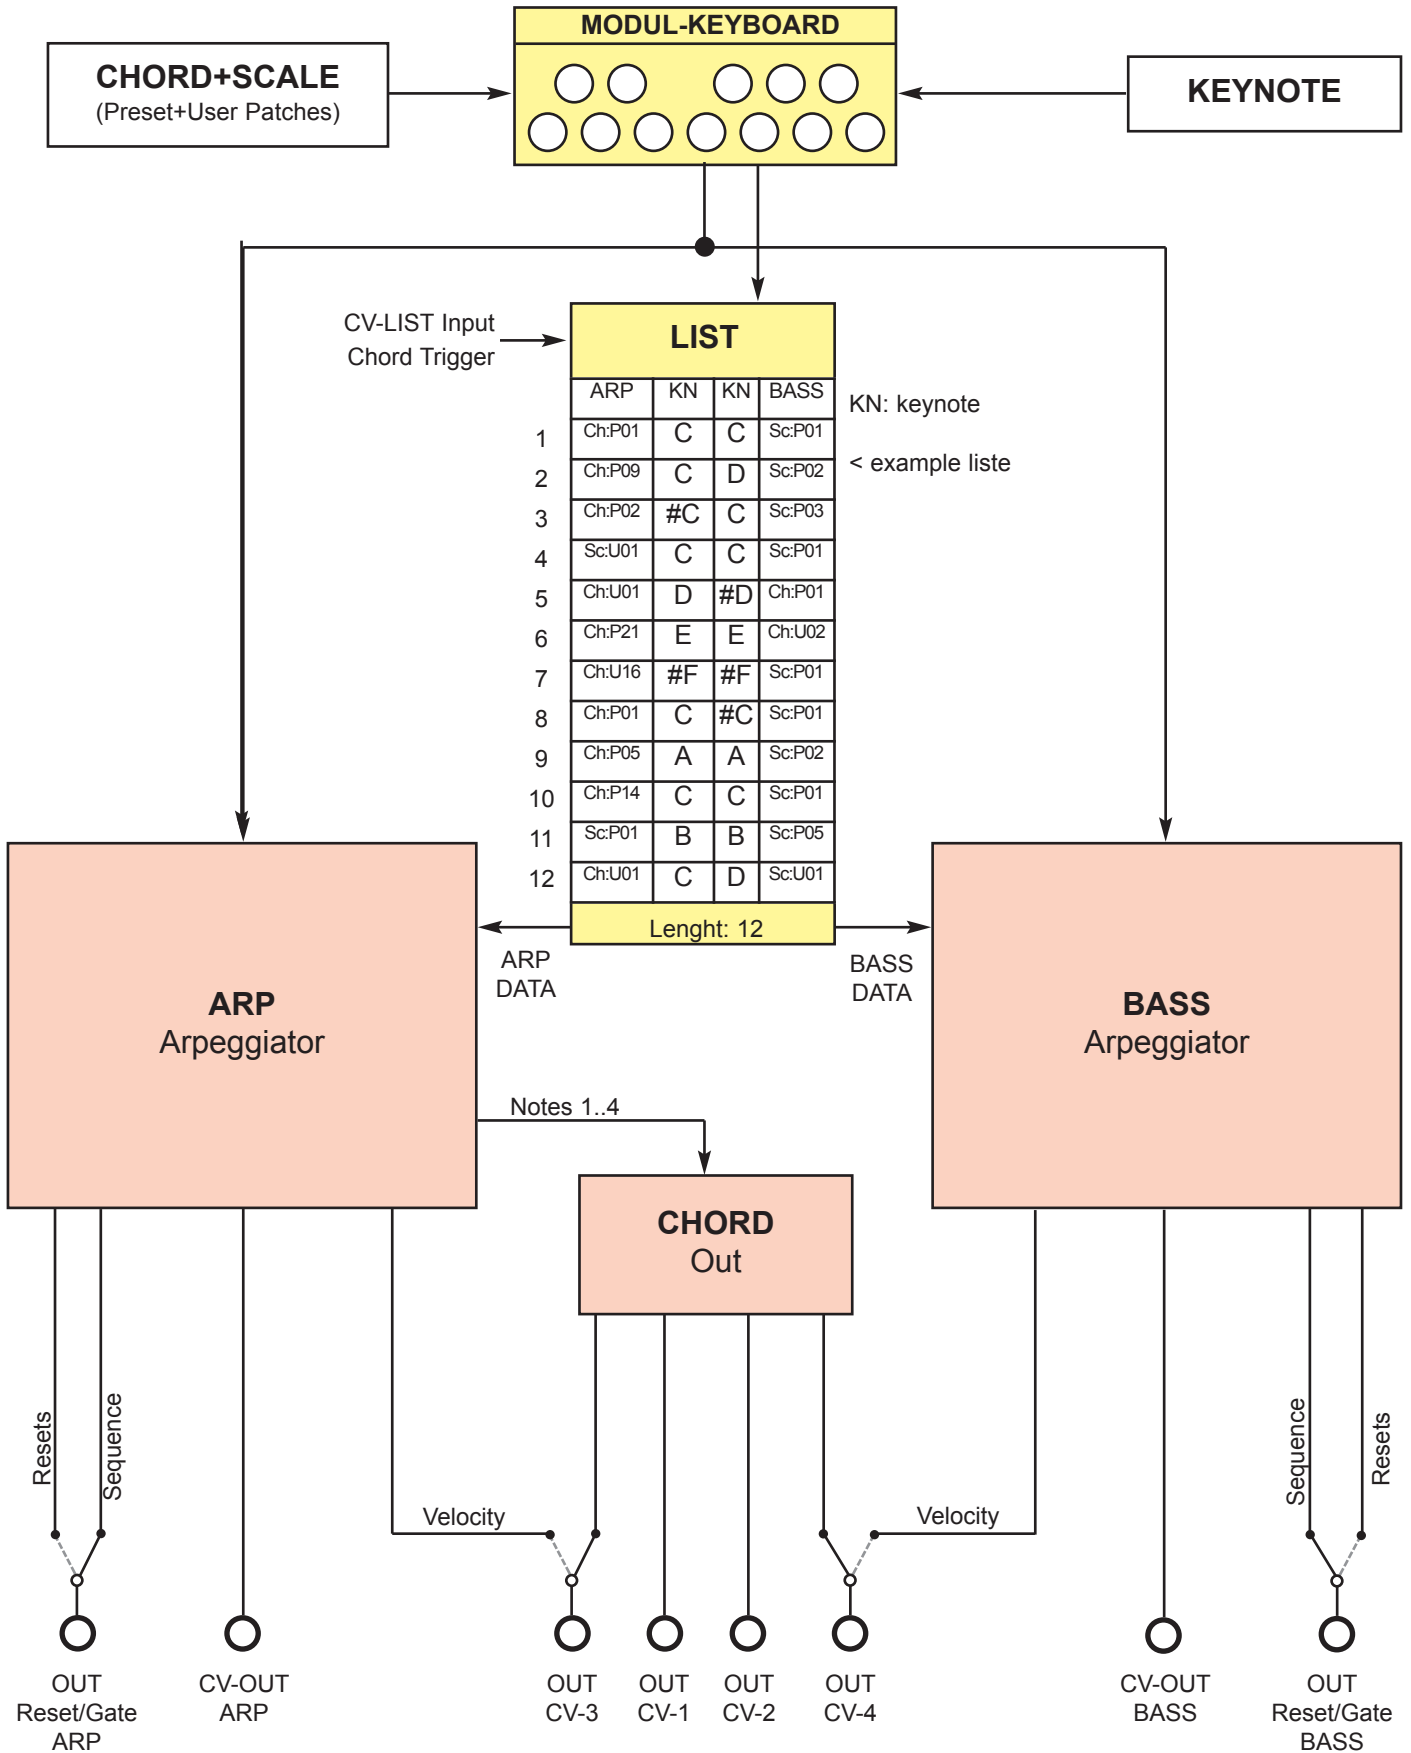 MODUL-KEYBOARD
CHORD+SCALE
(Preset+User Patches)
KEYNOTE
CV-LIST Input
Chord Trigger
LIST
ARP KN KN BASS
KN: keynote
1 Ch:P01 C C Sc:P01
< example liste
2 Ch:P09 C D Sc:P02
3 Ch:P02 #C C Sc:P03
4 Sc:U01 C C Sc:P01
5 Ch:U01 D #D Ch:P01
6 Ch:P21 E E Ch:U02
7 Ch:U16 #F #F Sc:P01
8 Ch:P01 C #C Sc:P01
9 Ch:P05 A A Sc:P02
10 Ch:P14 C C Sc:P01
11 Sc:P01 B B Sc:P05
12 Ch:U01 C D Sc:U01
Lenght: 12
ARP
DATA
BASS
DATA
ARP
Arpeggiator
BASS
Arpeggiator
Notes 1..4
CHORD
Out
Resets
Sequence
Velocity
Velocity
Sequence
Resets
OUT
Reset/Gate
ARP
CV-OUT
ARP
OUT
CV-3
OUT
CV-1
OUT
CV-2
OUT
CV-4
CV-OUT
BASS
OUT
Reset/Gate
BASS